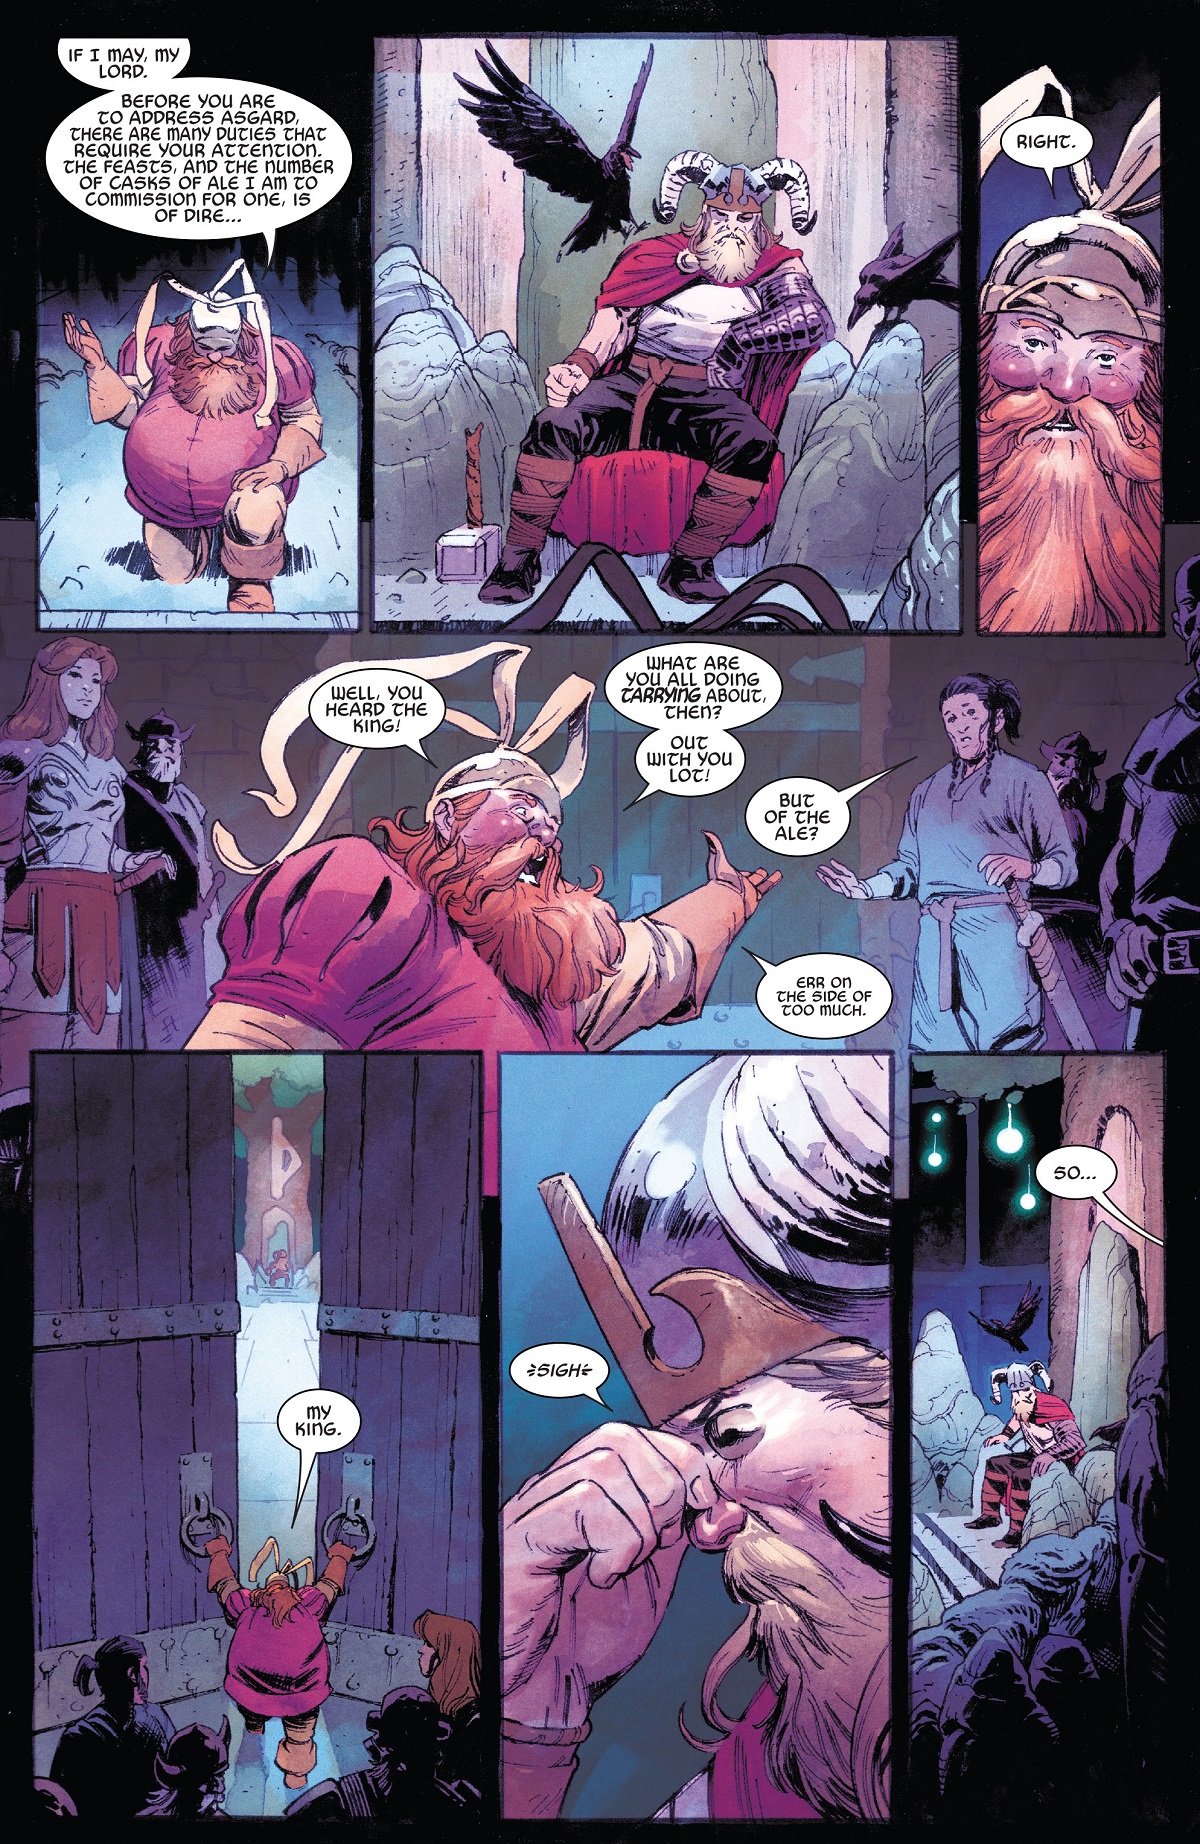 IF I MAY, MY
LORD.
BEFORE YOU ARE
TO ADDRESS ASGARD,
THERE ARE MANY DUTIES THAT
REQUIRE YOUR ATTENTION.
THE FEASTS, AND THE NUMBER
OF CASKS OF ALE I AM TO
COMMISSION FOR ONE, IS
OF DIRE...
RIGHT.
WELL, YOU
HEARD THE
KING!
WHAT ARE
YOU ALL DOING
TARRYING ABOUT,
THEN?
OUT
WITH YOU
LOT!
BUT
OF THE
ALE?
ERR ON
THE SIDE OF
TOO MUCH.
MY
KING.
SIGH
SO...